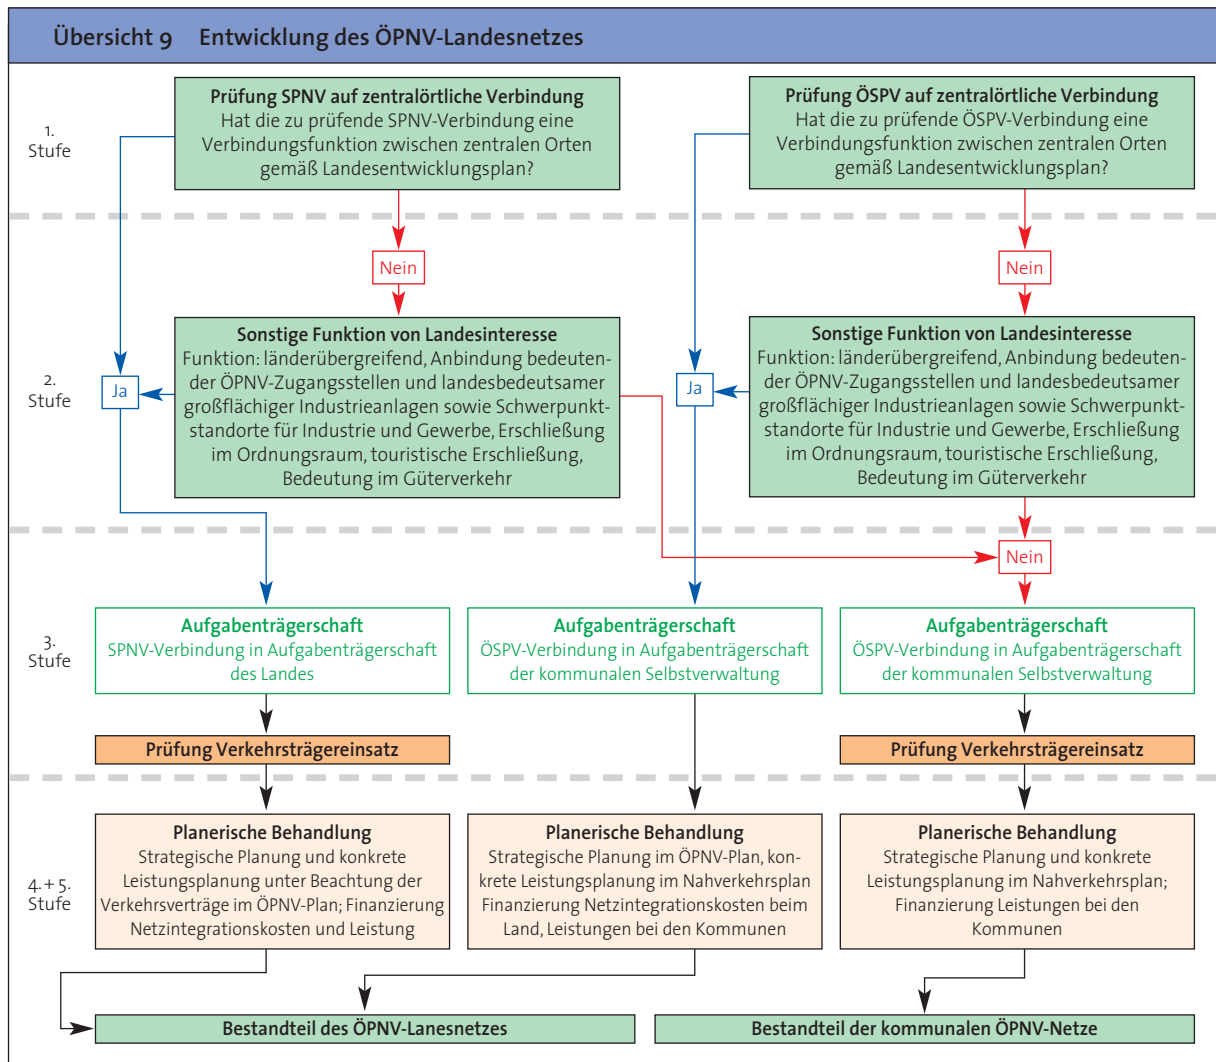 Übersicht 9 Entwicklung des ÖPNV-Landesnetzes
1.
Stufe
Prüfung SPNV auf zentralörtliche Verbindung
Hat die zu prüfende SPNV-Verbindung eine
Verbindungsfunktion zwischen zentralen Orten
gemäß Landesentwicklungsplan?
Prüfung ÖSPV auf zentralörtliche Verbindung
Hat die zu prüfende ÖSPV-Verbindung eine
Verbindungsfunktion zwischen zentralen Orten
gemäß Landesentwicklungsplan?
Nein
Nein
2.
Stufe
Ja
Sonstige Funktion von Landesinteresse
Funktion: länderübergreifend, Anbindung bedeuten-
der ÖPNV-Zugangsstellen und landesbedeutsamer
großflächiger Industrieanlagen sowie Schwerpunkt-
standorte für Industrie und Gewerbe, Erschließung
im Ordnungsraum, touristische Erschließung,
Bedeutung im Güterverkehr
Ja
Sonstige Funktion von Landesinteresse
Funktion: länderübergreifend, Anbindung bedeuten-
der ÖPNV-Zugangsstellen und landesbedeutsamer
großflächiger Industrieanlagen sowie Schwerpunkt-
standorte für Industrie und Gewerbe, Erschließung
im Ordnungsraum, touristische Erschließung,
Bedeutung im Güterverkehr
Nein
3.
Stufe
Aufgabenträgerschaft
SPNV-Verbindung in Aufgabenträgerschaft
des Landes
Aufgabenträgerschaft
ÖSPV-Verbindung in Aufgabenträgerschaft
der kommunalen Selbstverwaltung
Aufgabenträgerschaft
ÖSPV-Verbindung in Aufgabenträgerschaft
der kommunalen Selbstverwaltung
Prüfung Verkehrsträgereinsatz
Prüfung Verkehrsträgereinsatz
4. + 5.
Stufe
Planerische Behandlung
Strategische Planung und konkrete
Leistungsplanung unter Beachtung der
Verkehrsverträge im ÖPNV-Plan; Finanzierung
Netzintegrationskosten und Leistung
Planerische Behandlung
Strategische Planung im ÖPNV-Plan, kon-
krete Leistungsplanung im Nahverkehrsplan
Finanzierung Netzintegrationskosten beim
Land, Leistungen bei den Kommunen
Planerische Behandlung
Strategische Planung und konkrete
Leistungsplanung im Nahverkehrsplan;
Finanzierung Leistungen bei den
Kommunen
Bestandteil des ÖPNV-Lanesnetzes
Bestandteil der kommunalen ÖPNV-Netze